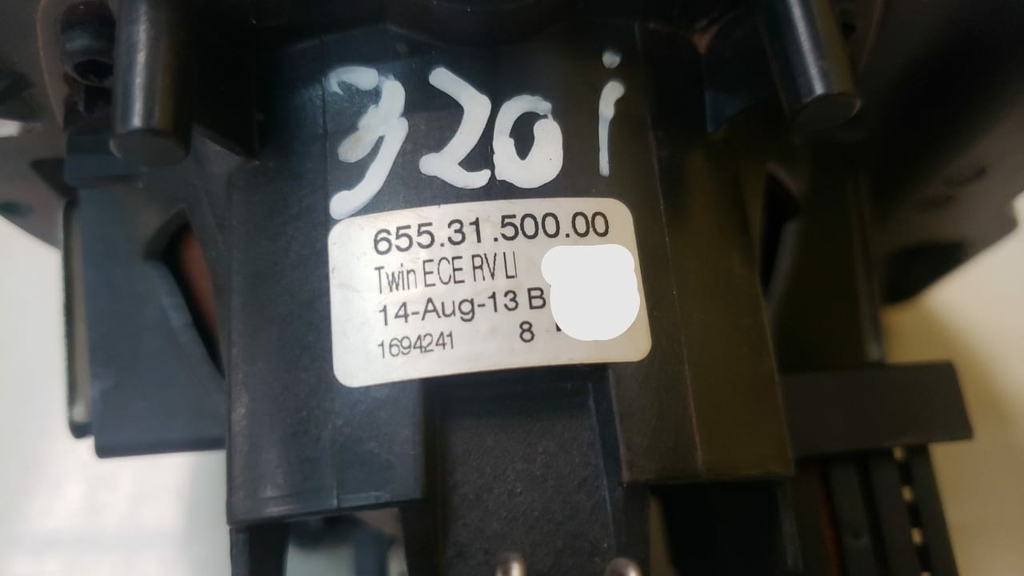 320i
655.31.500.00
Twin ECE RV LI
14-Aug-13 B
1694241 8